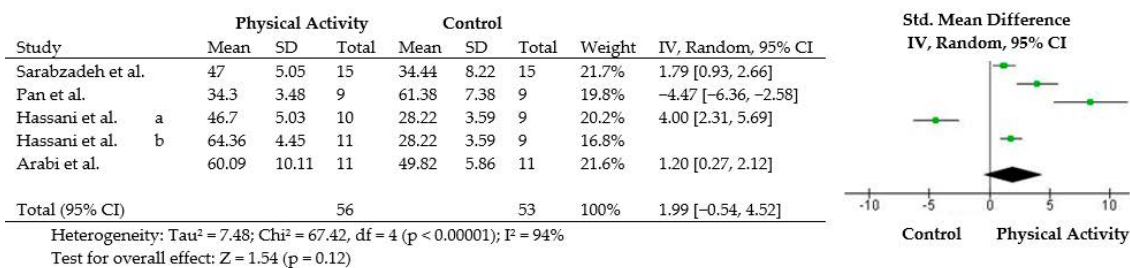 Physical Activity Control Std. Mean Difference
Study Mean SD Total Mean SD Total Weight IV, Random, 95% CI IV, Random, 95% CI
Sarabzadeh et al. 47 5.05 15 34.44 8.22 15 21.7% 1.79 [0.93, 2.66]
Pan et al. 34.3 3.48 9 61.38 7.38 9 19.8% −4.47 [−6.36, −2.58]
Hassani et al. a 46.7 5.03 10 28.22 3.59 9 20.2% 4.00 [2.31, 5.69]
Hassani et al. b 64.36 4.45 11 28.22 3.59 9 16.8%
Arabi et al. 60.09 10.11 11 49.82 5.86 11 21.6% 1.20 [0.27, 2.12]
Total (95% CI) 56 53 100% 1.99 [−0.54, 4.52]
-10 -5 0 5 10
Heterogeneity: Tau² = 7.48; Chi² = 67.42, df = 4 (p < 0.00001); I² = 94%
Control Physical Activity
Test for overall effect: Z = 1.54 (p = 0.12)